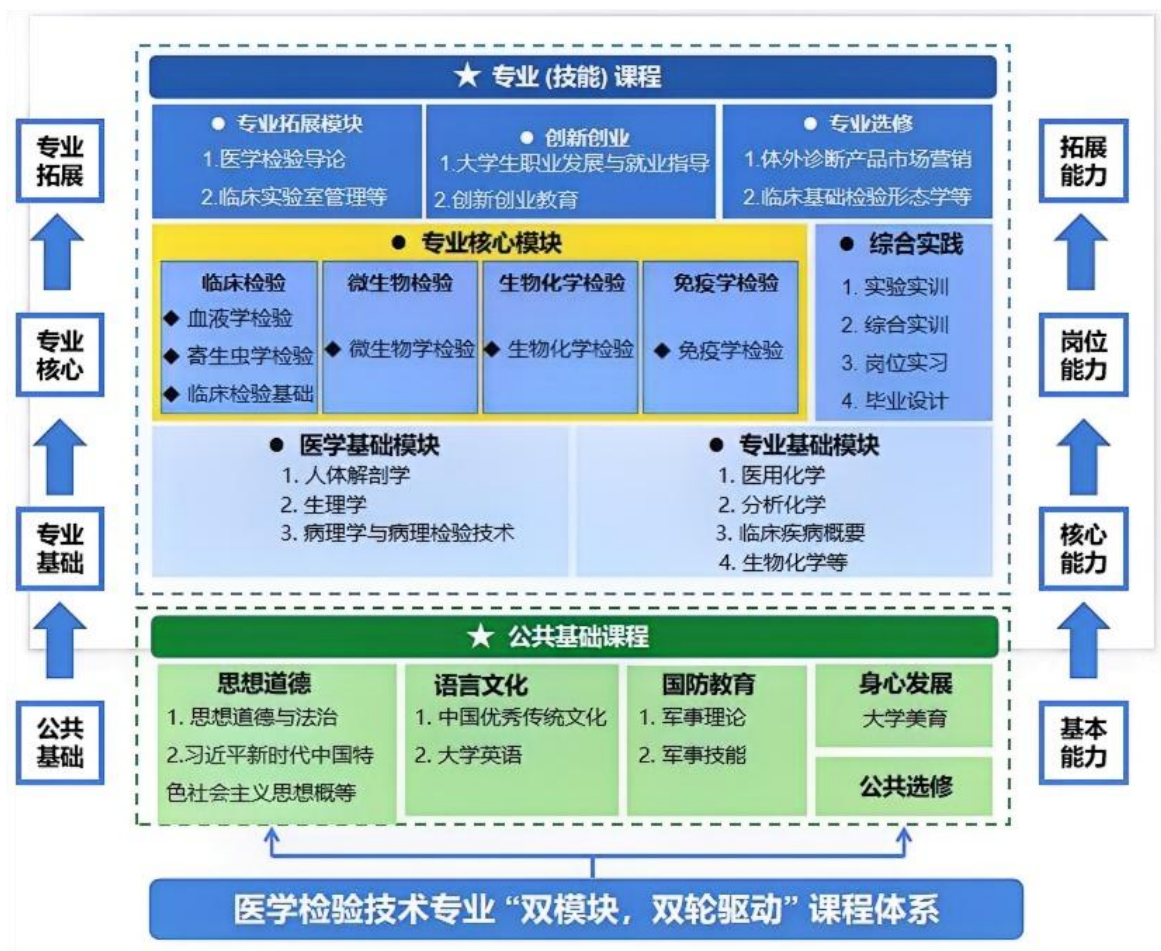 ★ 专业 (技能) 课程
● 专业拓展模块
1.医学检验导论
2.临床实验室管理等
● 创新创业
1.大学生职业发展与就业指导
2.创新创业教育
● 专业选修
1.体外诊断产品市场营销
2.临床基础检验形态学等
● 专业核心模块
临床检验
◆ 血液学检验
◆ 寄生虫学检验
◆ 临床检验基础
微生物检验
◆ 微生物学检验
生物化学检验
◆ 生物化学检验
免疫学检验
◆ 免疫学检验
● 综合实践
1. 实验实训
2. 综合实训
3. 岗位实习
4. 毕业设计
● 医学基础模块
1. 人体解剖学
2. 生理学
3. 病理学与病理检验技术
● 专业基础模块
1. 医用化学
2. 分析化学
3. 临床疾病概要
4. 生物化学等
★ 公共基础课程
思想道德
1. 思想道德与法治
2.习近平新时代中国特
色社会主义思想概等
语言文化
1. 中国优秀传统文化
2. 大学英语
国防教育
1. 军事理论
2. 军事技能
身心发展
大学美育
公共选修
专业
拓展
专业
核心
专业
基础
公共
基础
拓展
能力
岗位
能力
核心
能力
基本
能力
医学检验技术专业 “双模块，双轮驱动” 课程体系